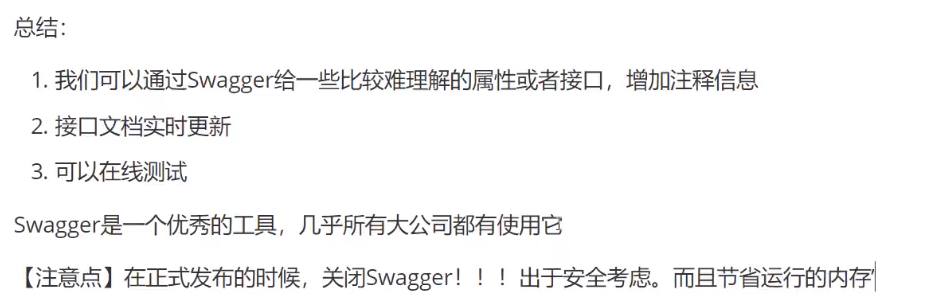 总结：
1. 我们可以通过Swagger给一些比较难理解的属性或者接口，增加注释信息
2. 接口文档实时更新
3. 可以在线测试
Swagger是一个优秀的工具，几乎所有大公司都有使用它
【注意点】在正式发布的时候，关闭Swagger！！！出于安全考虑。而且节省运行的内存